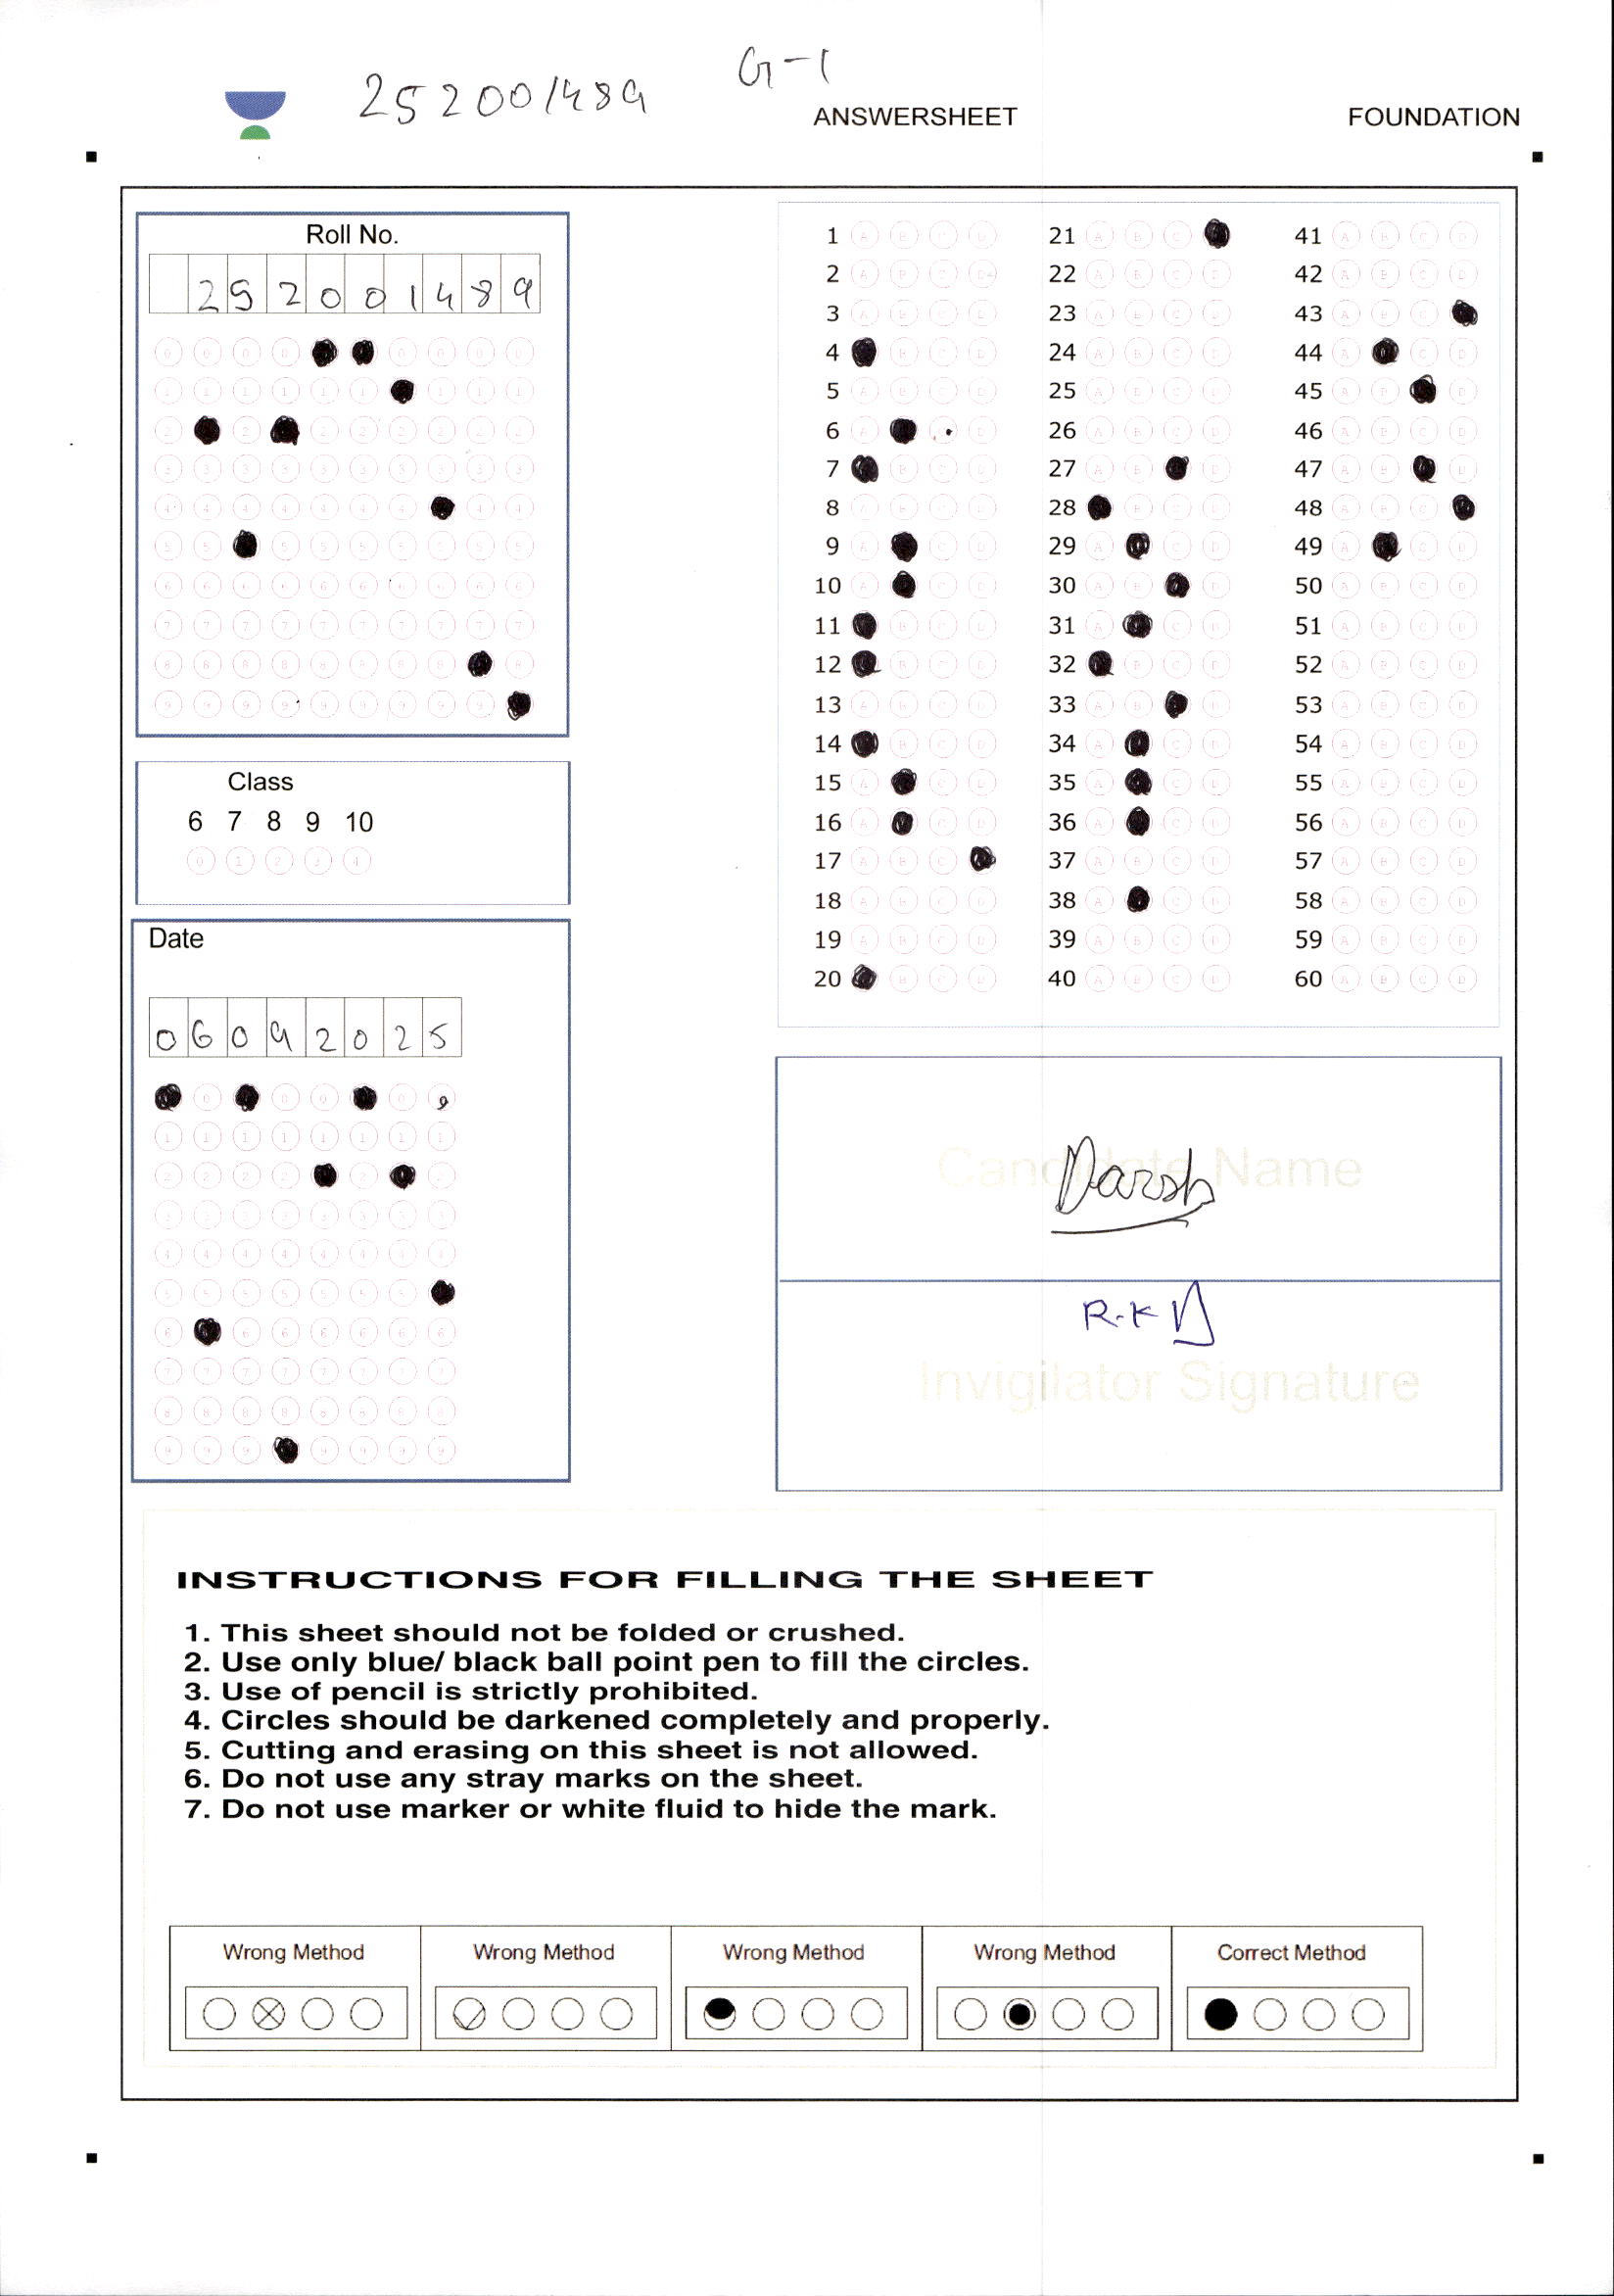 252001489 G-1
ANSWERSHEET FOUNDATION
Roll No.
2 5 2 0 0 1 4 8 9
Class
6 7 8 9 10
0 1 2 3 4
Date
0 6 0 9 2 0 2 5
1 A B C D 21 A B C 41 A B C D
2 A B C D 22 A B C D 42 A B C D
3 A B C D 23 A B C D 43 A B C
4 B C D 24 A B C D 44 A C D
5 A B C D 25 A B C D 45 A B D
6 A D 26 A B C D 46 A B C D
7 B C D 27 A B D 47 A B D
8 A B C D 28 B C D 48 A B C
9 A C D 29 A C D 49 A C D
10 A C D 30 A B D 50 A B C D
11 B C D 31 A C D 51 A B C D
12 B C D 32 B C D 52 A B C D
13 A B C D 33 A B D 53 A B C D
14 B C D 34 A C D 54 A B C D
15 A C D 35 A C D 55 A B C D
16 A C D 36 A C D 56 A B C D
17 A B C 37 A B C D 57 A B C D
18 A B C D 38 A C D 58 A B C D
19 A B C D 39 A B C D 59 A B C D
20 B C D 40 A B C D 60 A B C D
Candidate Name
Darsh
R.K
Invigilator Signature
INSTRUCTIONS FOR FILLING THE SHEET
1. This sheet should not be folded or crushed.
2. Use only blue/ black ball point pen to fill the circles.
3. Use of pencil is strictly prohibited.
4. Circles should be darkened completely and properly.
5. Cutting and erasing on this sheet is not allowed.
6. Do not use any stray marks on the sheet.
7. Do not use marker or white fluid to hide the mark.
Wrong Method Wrong Method Wrong Method Wrong Method Correct Method